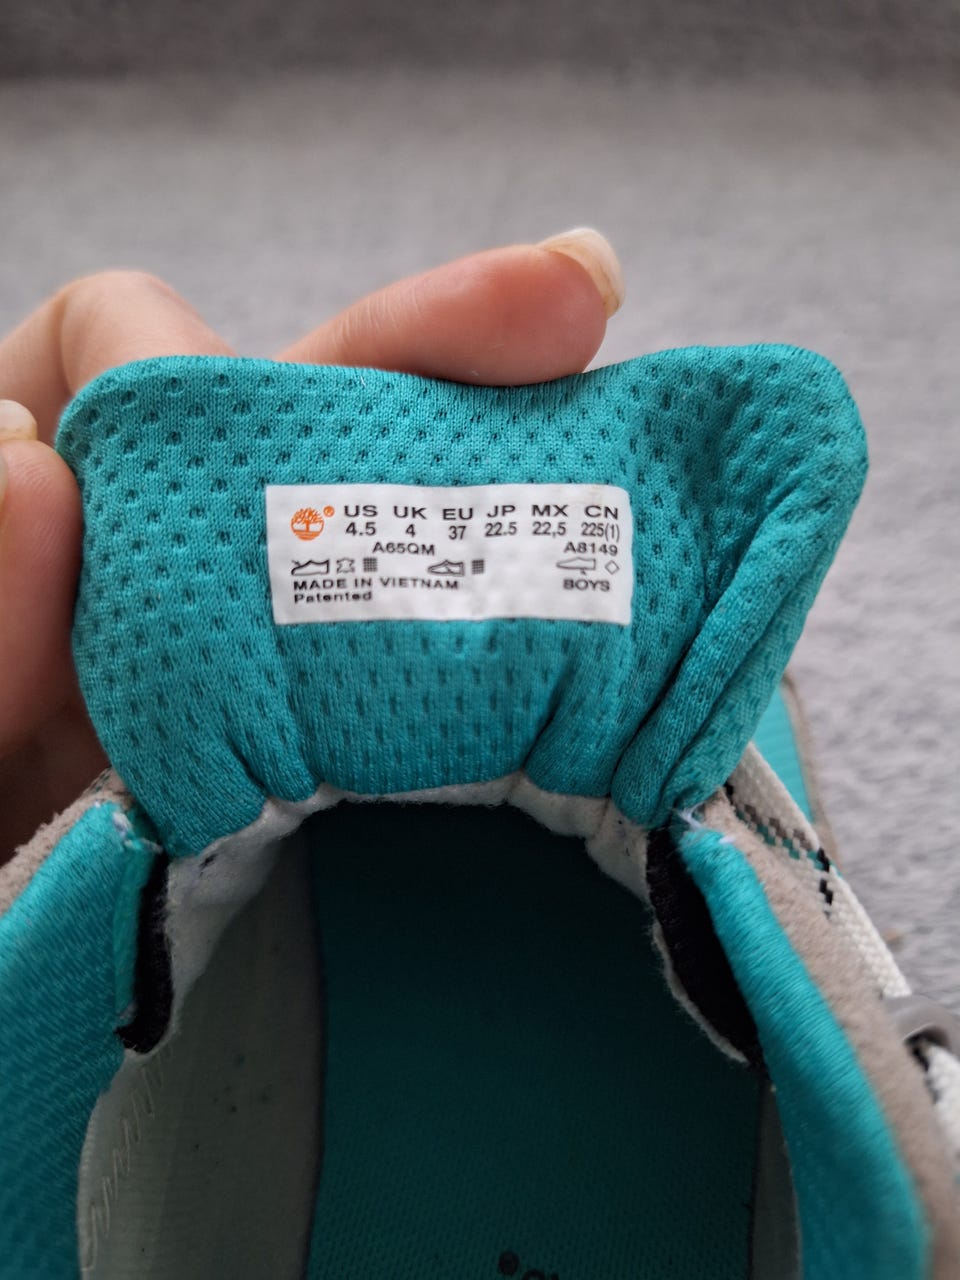 ® US UK EU JP MX CN
4.5 4 37 22.5 22,5 225(1)
A65QM A8149
MADE IN VIETNAM BOYS
Patented